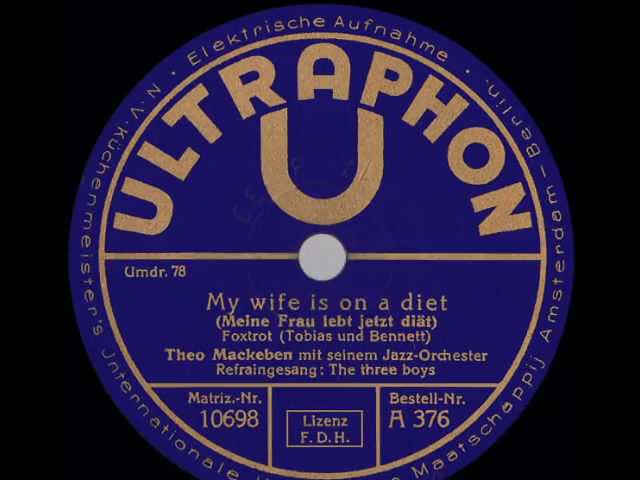 • Elektrische Aufnahme •
N.V. Küchenmeister's Internationale Maatschappij Amsterdam – Berlin.
ULTRAPHON
U
Umdr. 78
My wife is on a diet
(Meine Frau lebt jetzt diät)
Foxtrot (Tobias und Bennett)
Theo Mackeben mit seinem Jazz-Orchester
Refraingesang: The three boys
Matriz.-Nr.
10698
Lizenz
F.D.H.
Bestell-Nr.
A 376